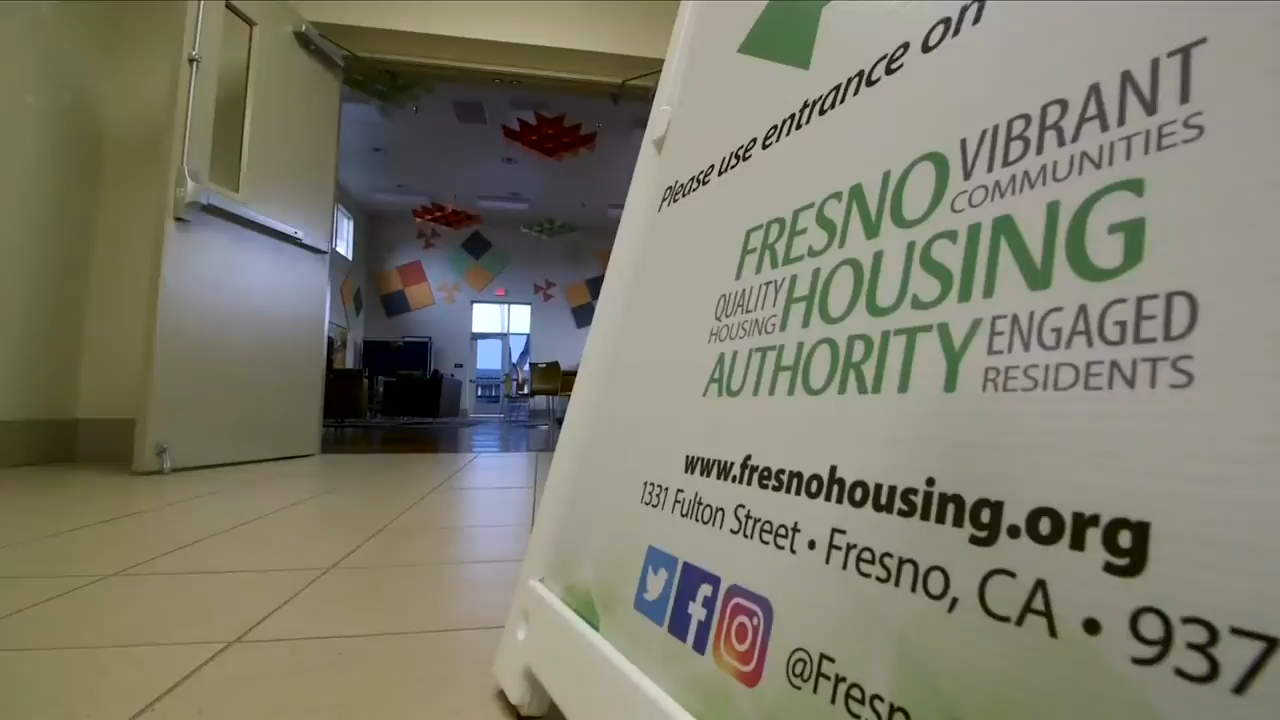 Please use entrance on
FRESNO VIBRANT COMMUNITIES
QUALITY HOUSING HOUSING
AUTHORITY ENGAGED RESIDENTS
www.fresnohousing.org
1331 Fulton Street • Fresno, CA • 937
@Fresn